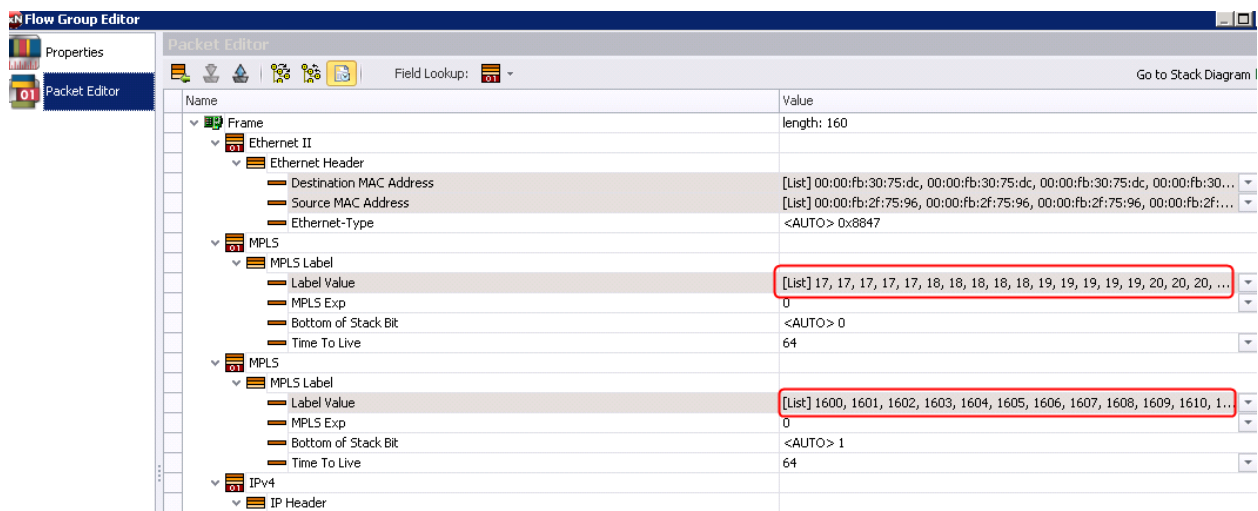 Flow Group Editor
Properties
Packet Editor
Packet Editor
Field Lookup:
Go to Stack Diagram
Name Value
Frame length: 160
Ethernet II
Ethernet Header
Destination MAC Address [List] 00:00:fb:30:75:dc, 00:00:fb:30:75:dc, 00:00:fb:30:75:dc, 00:00:fb:30...
Source MAC Address [List] 00:00:fb:2f:75:96, 00:00:fb:2f:75:96, 00:00:fb:2f:75:96, 00:00:fb:2f:...
Ethernet-Type <AUTO> 0x8847
MPLS
MPLS Label
Label Value [List] 17, 17, 17, 17, 17, 18, 18, 18, 18, 18, 19, 19, 19, 19, 19, 20, 20, 20, ...
MPLS Exp 0
Bottom of Stack Bit <AUTO> 0
Time To Live 64
MPLS
MPLS Label
Label Value [List] 1600, 1601, 1602, 1603, 1604, 1605, 1606, 1607, 1608, 1609, 1610, 1...
MPLS Exp 0
Bottom of Stack Bit <AUTO> 1
Time To Live 64
IPv4
IP Header